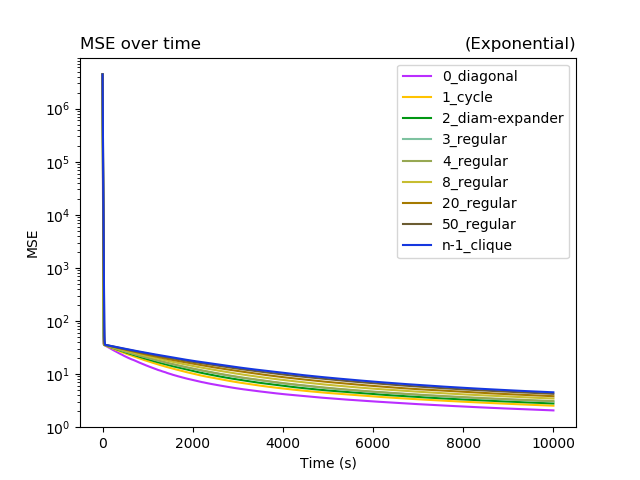 MSE over time (Exponential)
0_diagonal
1_cycle
2_diam-expander
3_regular
4_regular
8_regular
20_regular
50_regular
n-1_clique
MSE
10^6
10^5
10^4
10^3
10^2
10^1
10^0
0 2000 4000 6000 8000 10000
Time (s)